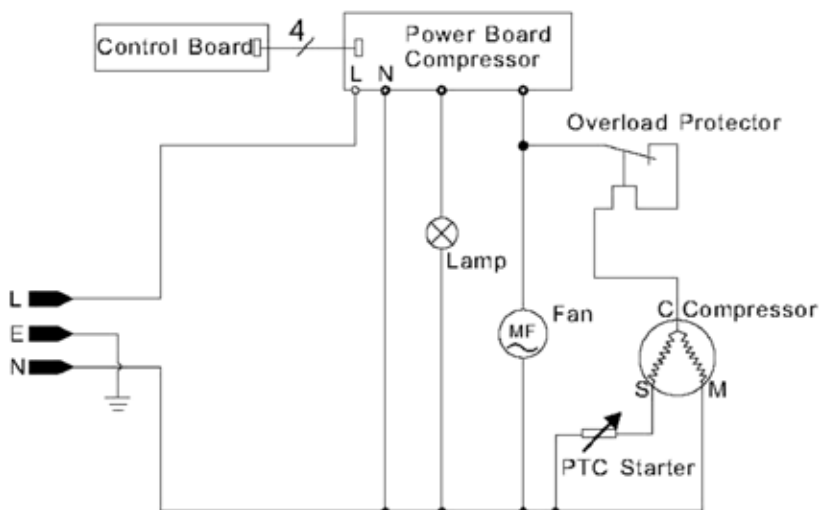 Control Board
4
Power Board
Compressor
L N
Overload Protector
Lamp
L
E
N
MF
Fan
C Compressor
S M
PTC Starter